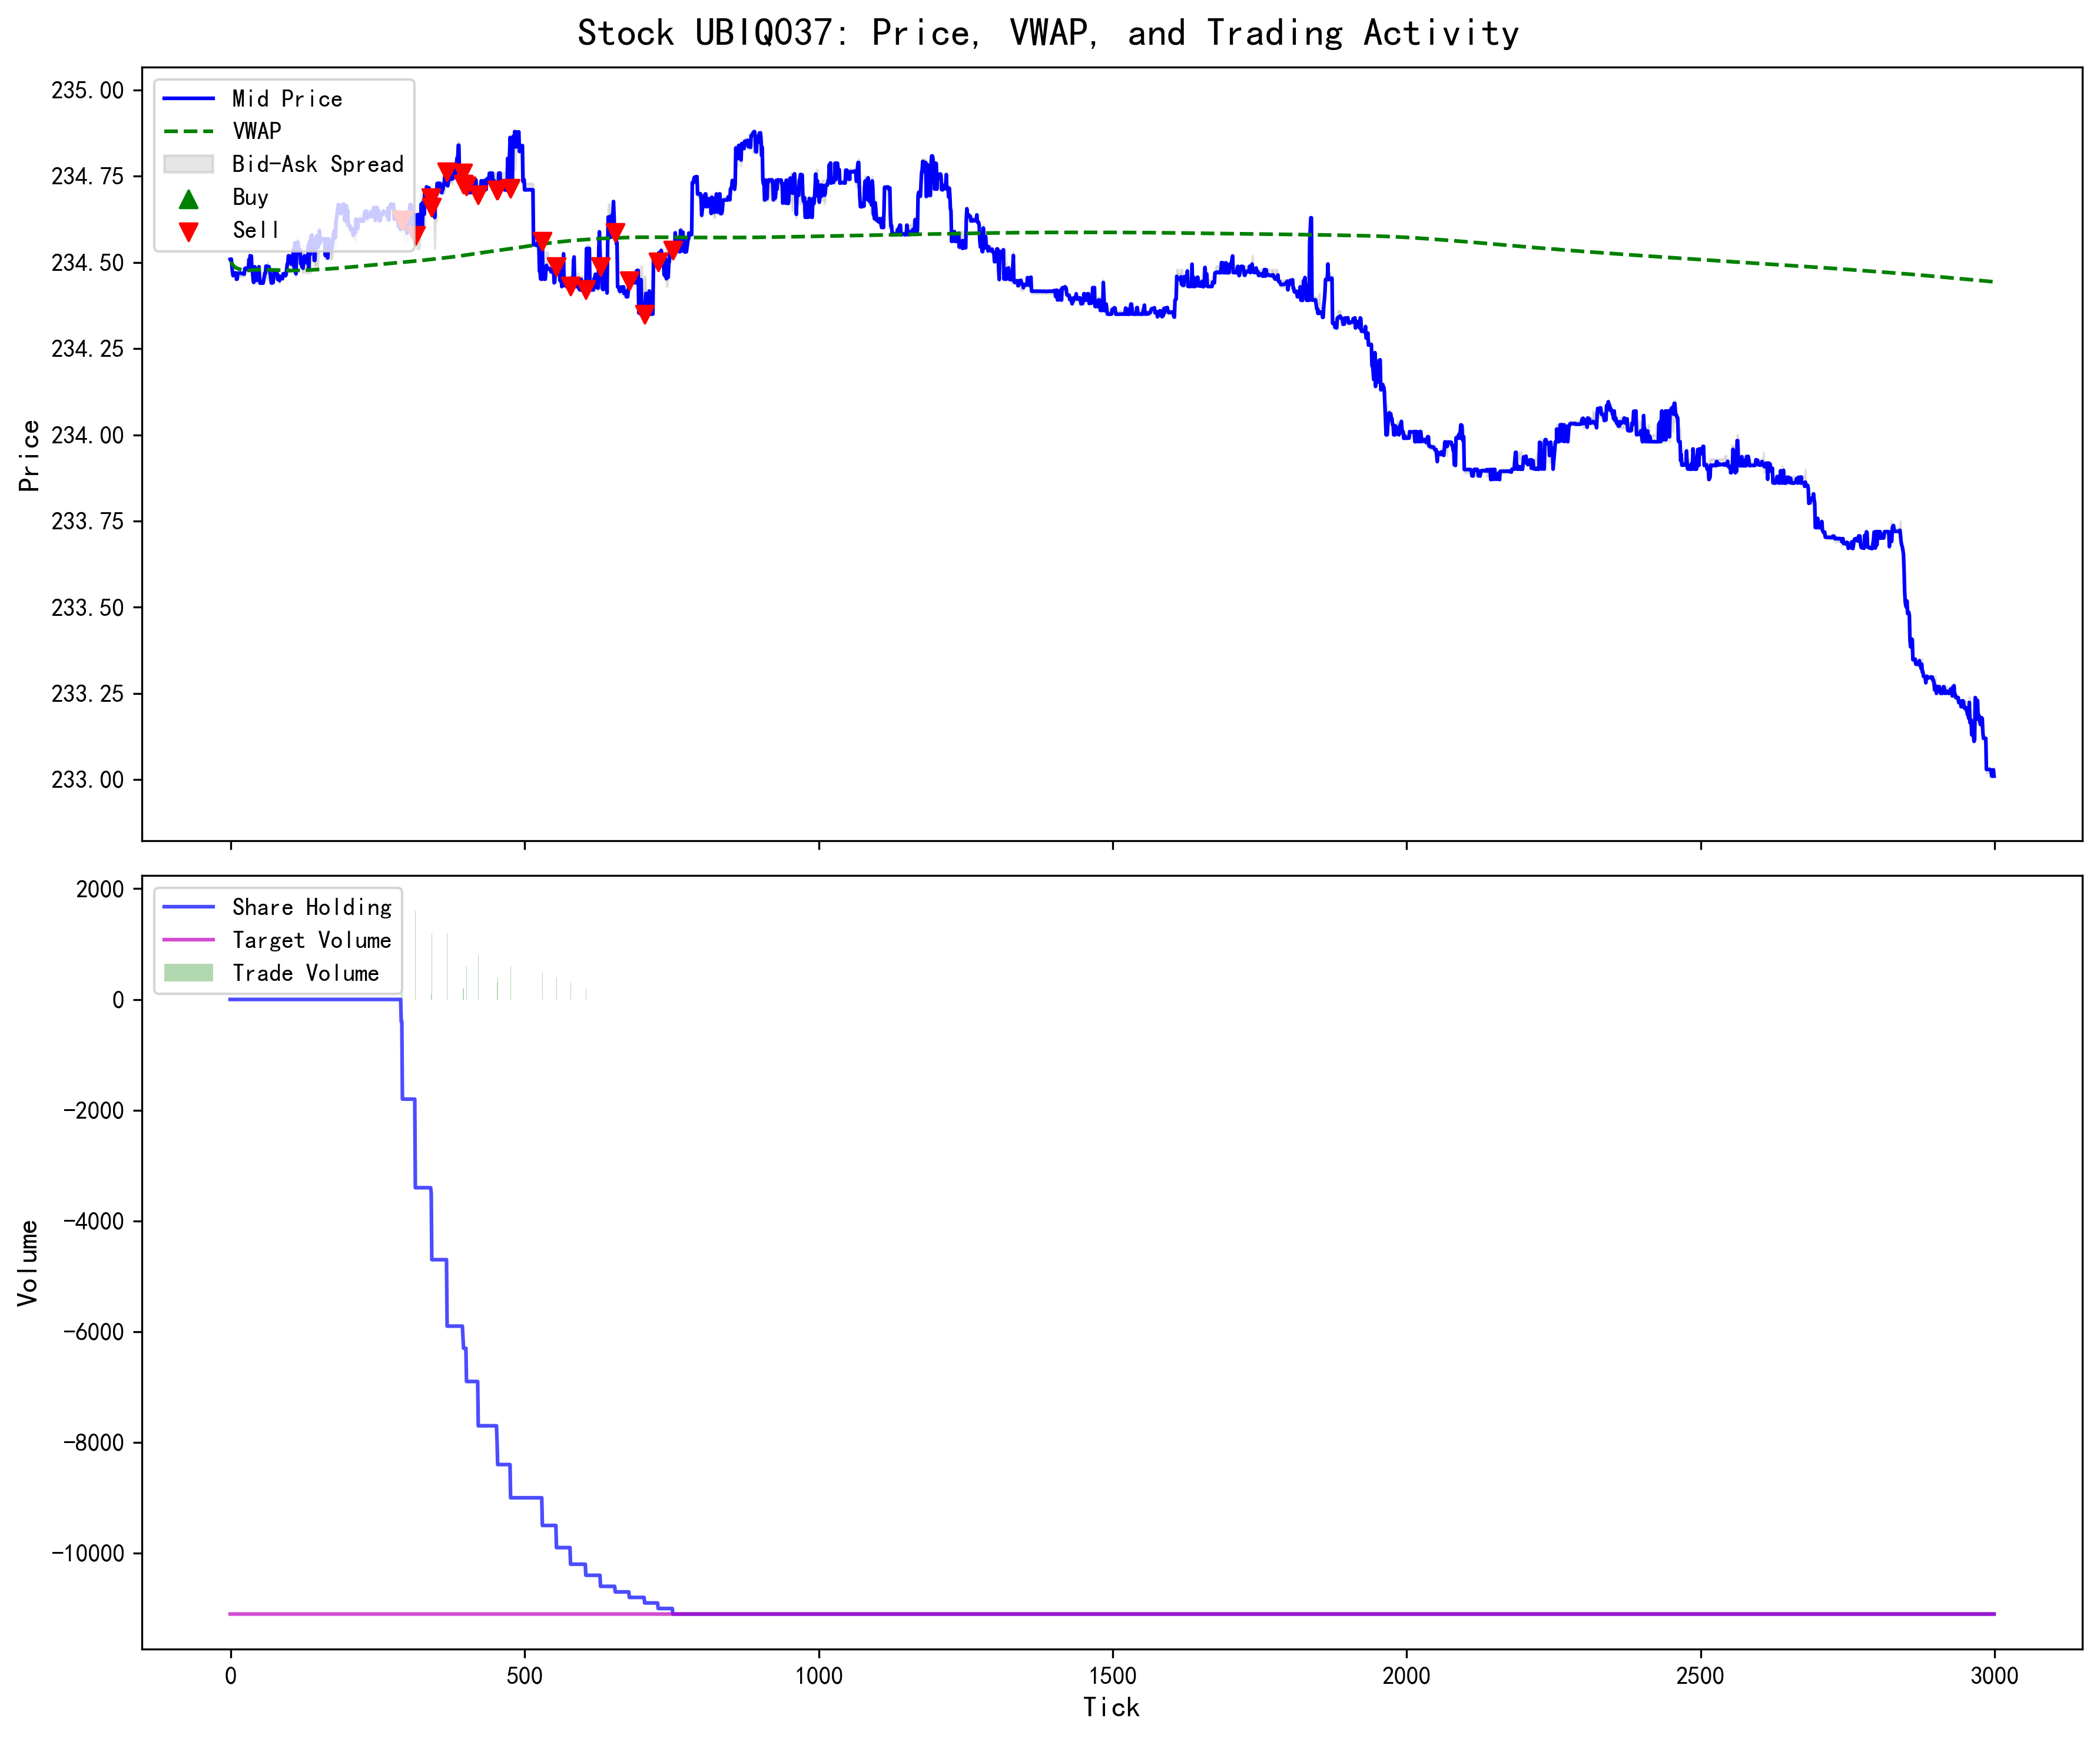 Stock UBIQ037: Price, VWAP, and Trading Activity
Mid Price
VWAP
Bid-Ask Spread
Buy
Sell
235.00
234.75
234.50
234.25
234.00
233.75
233.50
233.25
233.00
Price
Share Holding
Target Volume
Trade Volume
2000
0
-2000
-4000
-6000
-8000
-10000
Volume
0
500
1000
1500
2000
2500
3000
Tick